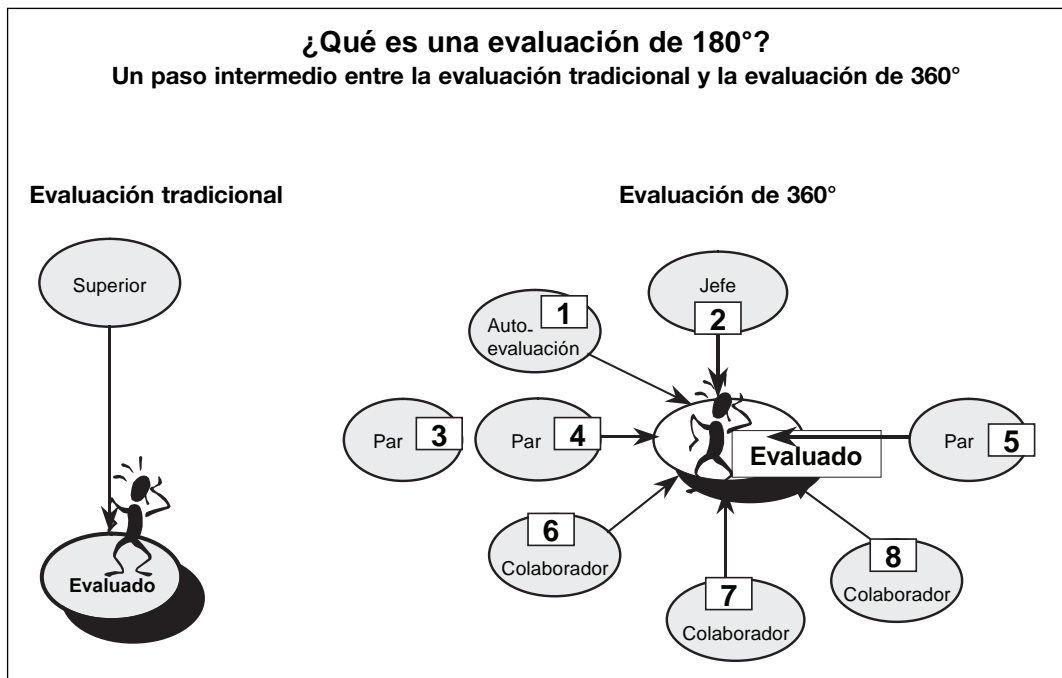 ¿Qué es una evaluación de 180°?
Un paso intermedio entre la evaluación tradicional y la evaluación de 360°
Evaluación tradicional
Superior
Evaluado
Evaluación de 360°
Jefe
2
1
Auto-
evaluación
Par 3
Par 4
Evaluado
Par 5
6
Colaborador
7
Colaborador
8
Colaborador